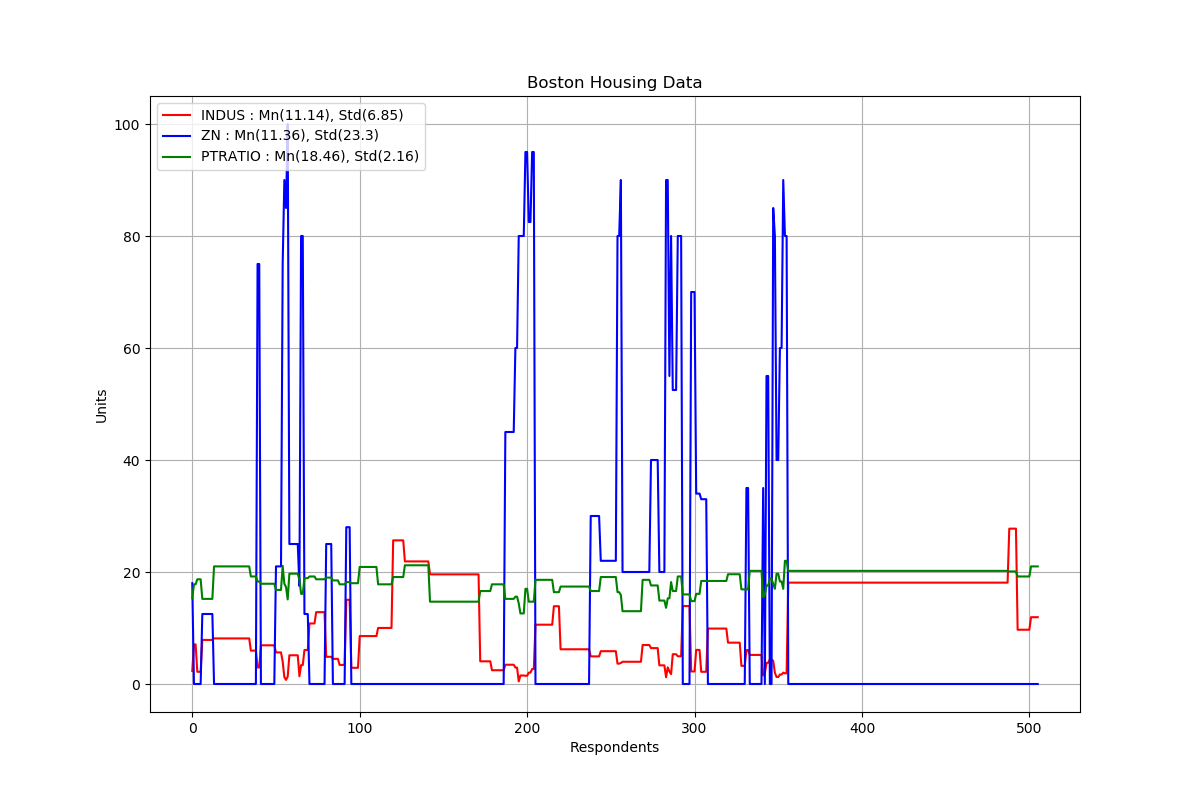 Boston Housing Data
INDUS : Mn(11.14), Std(6.85)
ZN : Mn(11.36), Std(23.3)
PTRATIO : Mn(18.46), Std(2.16)
100
80
60
40
20
0
Units
0 100 200 300 400 500
Respondents